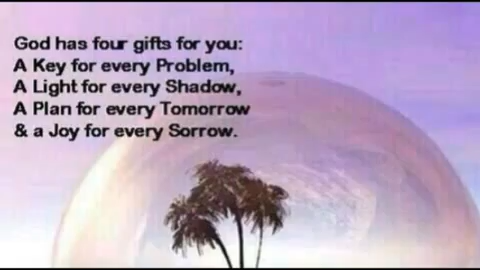 God has four gifts for you:
A Key for every Problem,
A Light for every Shadow,
A Plan for every Tomorrow
& a Joy for every Sorrow.